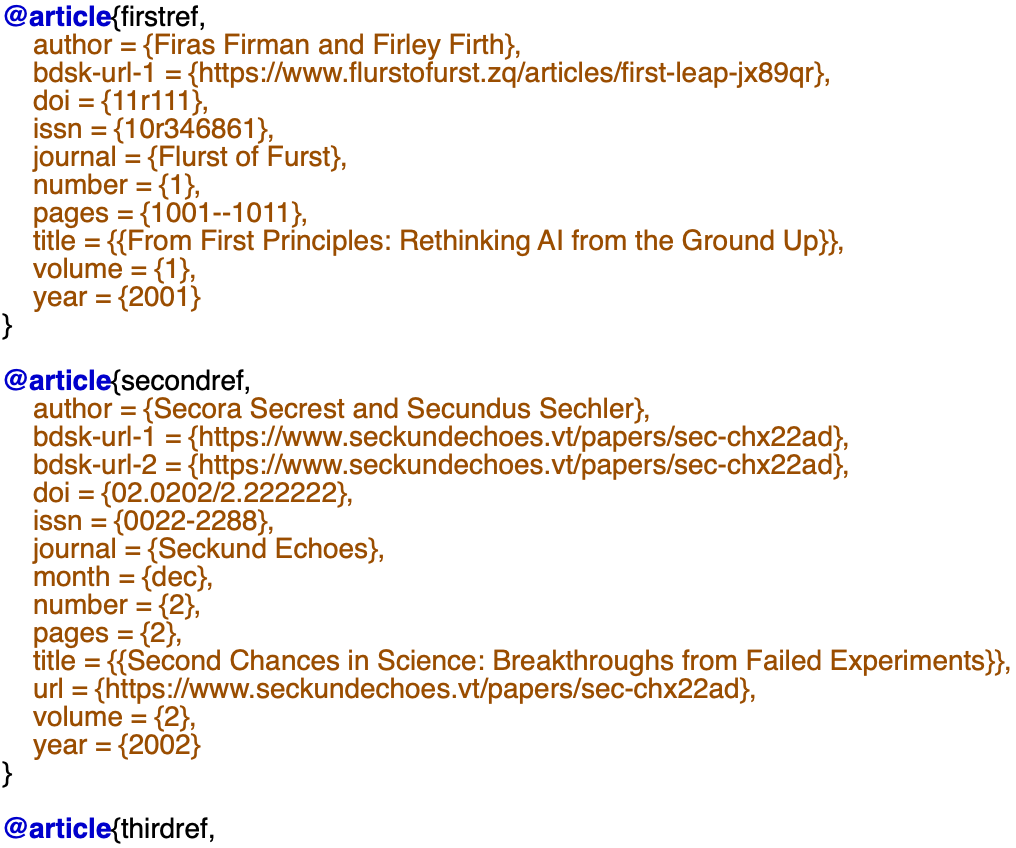 @article{firstref,
author = {Firas Firman and Firley Firth},
bdsk-url-1 = {https://www.flurstofurst.zq/articles/first-leap-jx89qr},
doi = {11r111},
issn = {10r346861},
journal = {Flurst of Furst},
number = {1},
pages = {1001--1011},
title = {{From First Principles: Rethinking AI from the Ground Up}},
volume = {1},
year = {2001}
}
@article{secondref,
author = {Secora Secrest and Secundus Sechler},
bdsk-url-1 = {https://www.seckundechoes.vt/papers/sec-chx22ad},
bdsk-url-2 = {https://www.seckundechoes.vt/papers/sec-chx22ad},
doi = {02.0202/2.222222},
issn = {0022-2288},
journal = {Seckund Echoes},
month = {dec},
number = {2},
pages = {2},
title = {{Second Chances in Science: Breakthroughs from Failed Experiments}},
url = {https://www.seckundechoes.vt/papers/sec-chx22ad},
volume = {2},
year = {2002}
}
@article{thirdref,